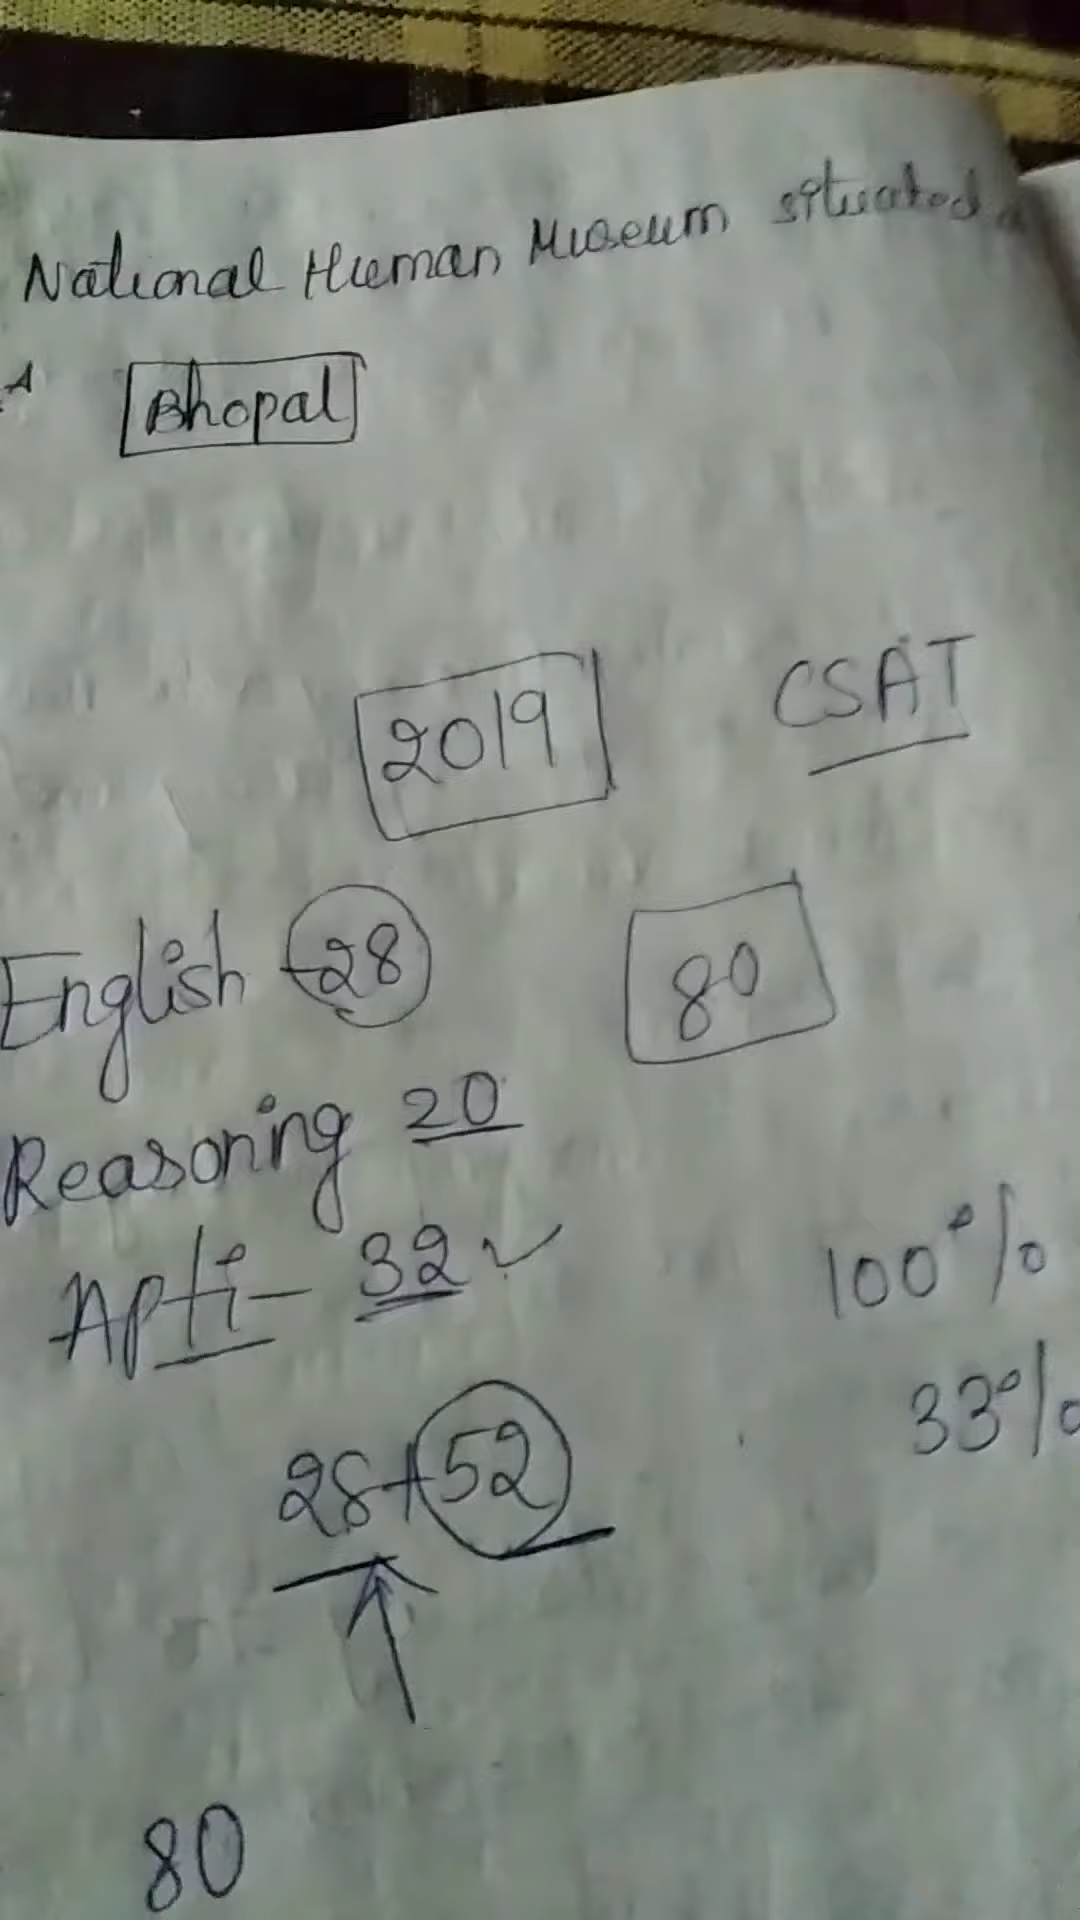 National Human Museum situated
A Bhopal
2019 CSAT
English - 28 80
Reasoning 20
Apti - 32
100%
33%
28+52
80